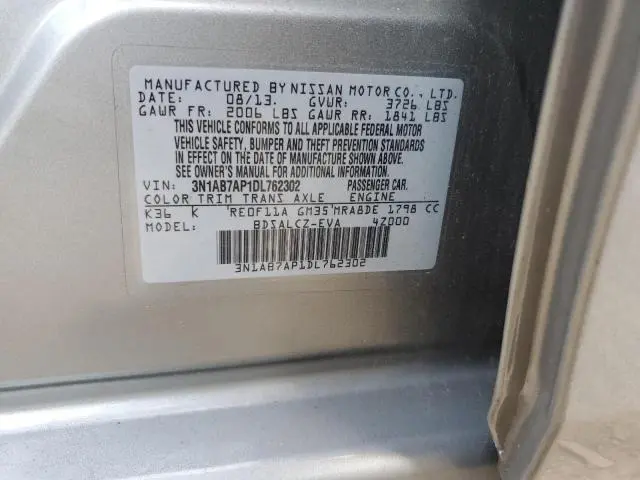 MANUFACTURED BY NISSAN MOTOR CO., LTD.
DATE: 08/13. GVWR: 3726 LBS
GAWR FR: 2006 LBS GAWR RR: 1841 LBS
THIS VEHICLE CONFORMS TO ALL APPLICABLE FEDERAL MOTOR
VEHICLE SAFETY, BUMPER AND THEFT PREVENTION STANDARDS
IN EFFECT ON THE DATE OF MANUFACTURE SHOWN ABOVE.
SEE OWNER'S MANUAL FOR ADDITIONAL INFORMATION.
VIN: 3N1AB7AP1DL762302 PASSENGER CAR.
COLOR TRIM TRANS AXLE ENGINE
K36 K 'RE0F11A GM35'MRA8DE 1798 CC
MODEL: BDSALCZ-EVA 4Z000
3N1AB7AP1DL762302